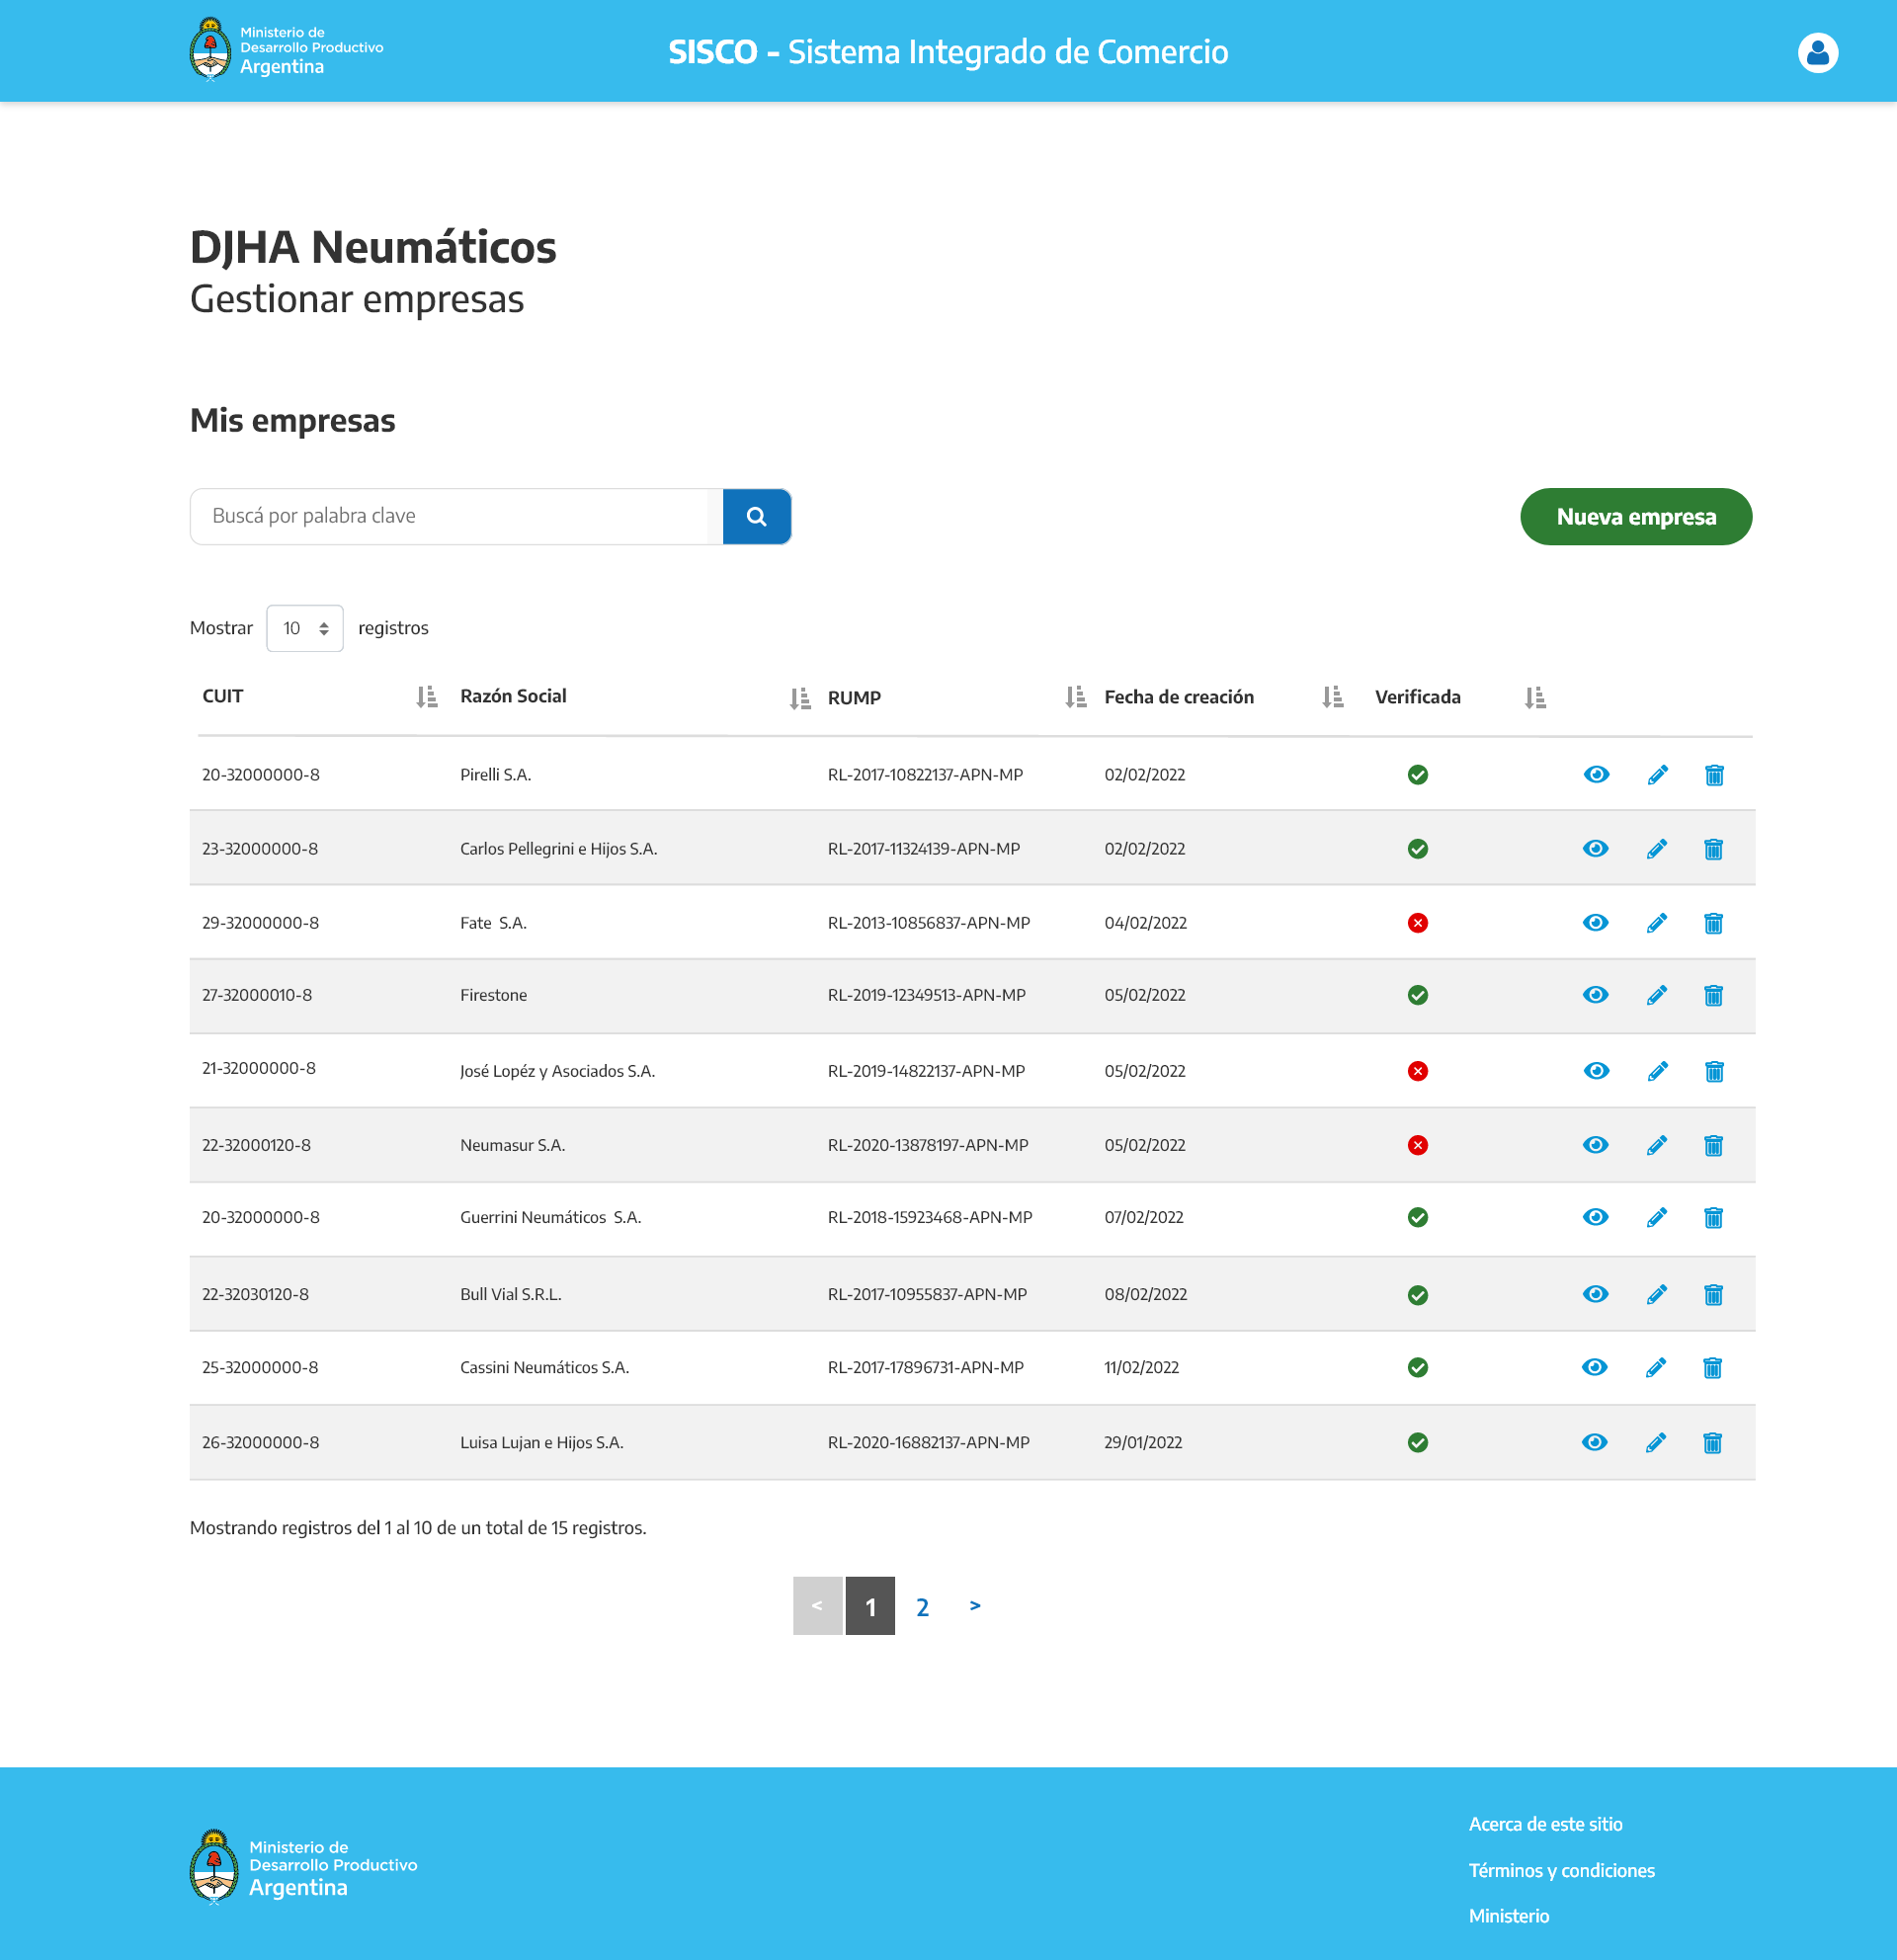 Ministerio de
Desarrollo Productivo
Argentina
SISCO - Sistema Integrado de Comercio
DJHA Neumáticos
Gestionar empresas
Mis empresas
Buscá por palabra clave
Nueva empresa
Mostrar 10 registros
CUIT Razón Social RUMP Fecha de creación Verificada
20-32000000-8 Pirelli S.A. RL-2017-10822137-APN-MP 02/02/2022
23-32000000-8 Carlos Pellegrini e Hijos S.A. RL-2017-11324139-APN-MP 02/02/2022
29-32000000-8 Fate  S.A. RL-2013-10856837-APN-MP 04/02/2022
27-32000010-8 Firestone RL-2019-12349513-APN-MP 05/02/2022
21-32000000-8 José Lopéz y Asociados S.A. RL-2019-14822137-APN-MP 05/02/2022
22-32000120-8 Neumasur S.A. RL-2020-13878197-APN-MP 05/02/2022
20-32000000-8 Guerrini Neumáticos  S.A. RL-2018-15923468-APN-MP 07/02/2022
22-32030120-8 Bull Vial S.R.L. RL-2017-10955837-APN-MP 08/02/2022
25-32000000-8 Cassini Neumáticos S.A. RL-2017-17896731-APN-MP 11/02/2022
26-32000000-8 Luisa Lujan e Hijos S.A. RL-2020-16882137-APN-MP 29/01/2022
Mostrando registros del 1 al 10 de un total de 15 registros.
< 1 2 >
Ministerio de
Desarrollo Productivo
Argentina
Acerca de este sitio
Términos y condiciones
Ministerio